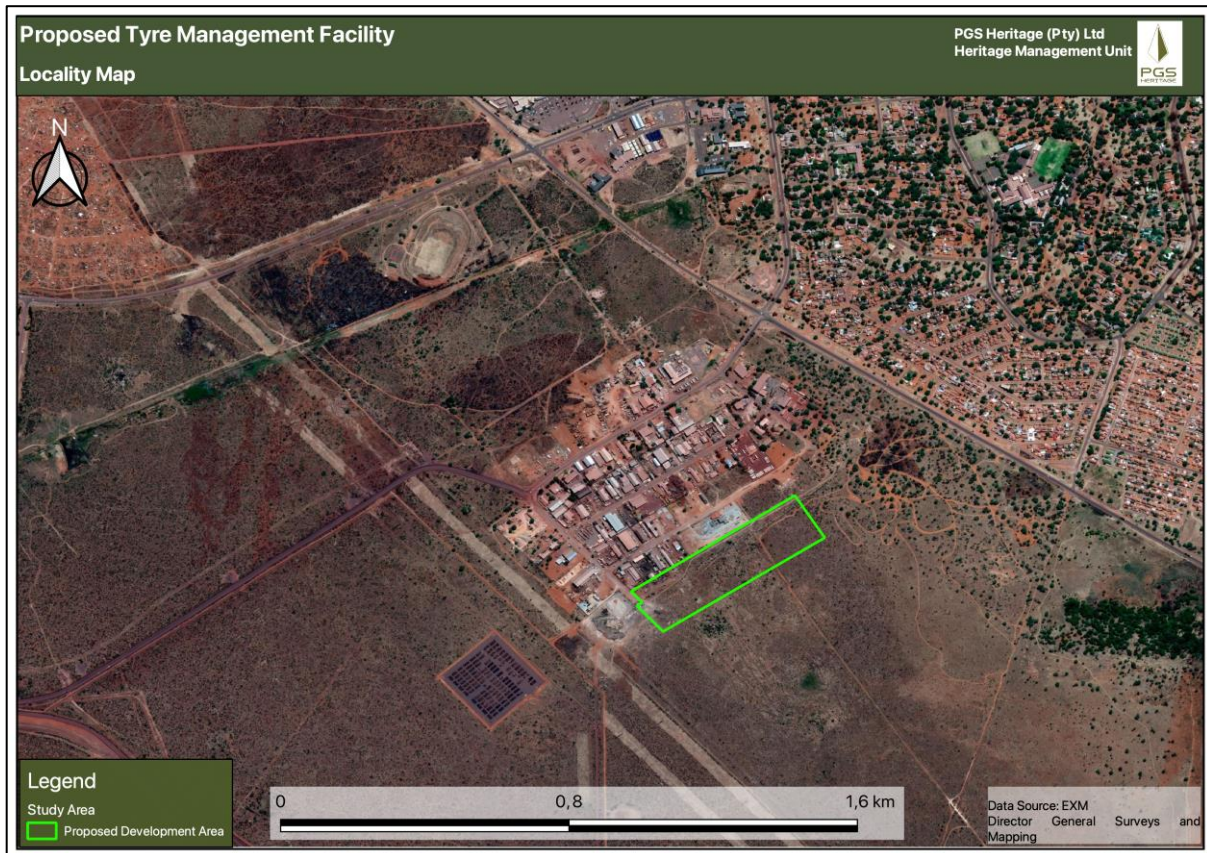 Proposed Tyre Management Facility
Locality Map
PGS Heritage (Pty) Ltd
Heritage Management Unit
PGS
HERITAGE
N
Legend
Study Area
Proposed Development Area
0 0,8 1,6 km
Data Source: EXM
Director General Surveys and
Mapping